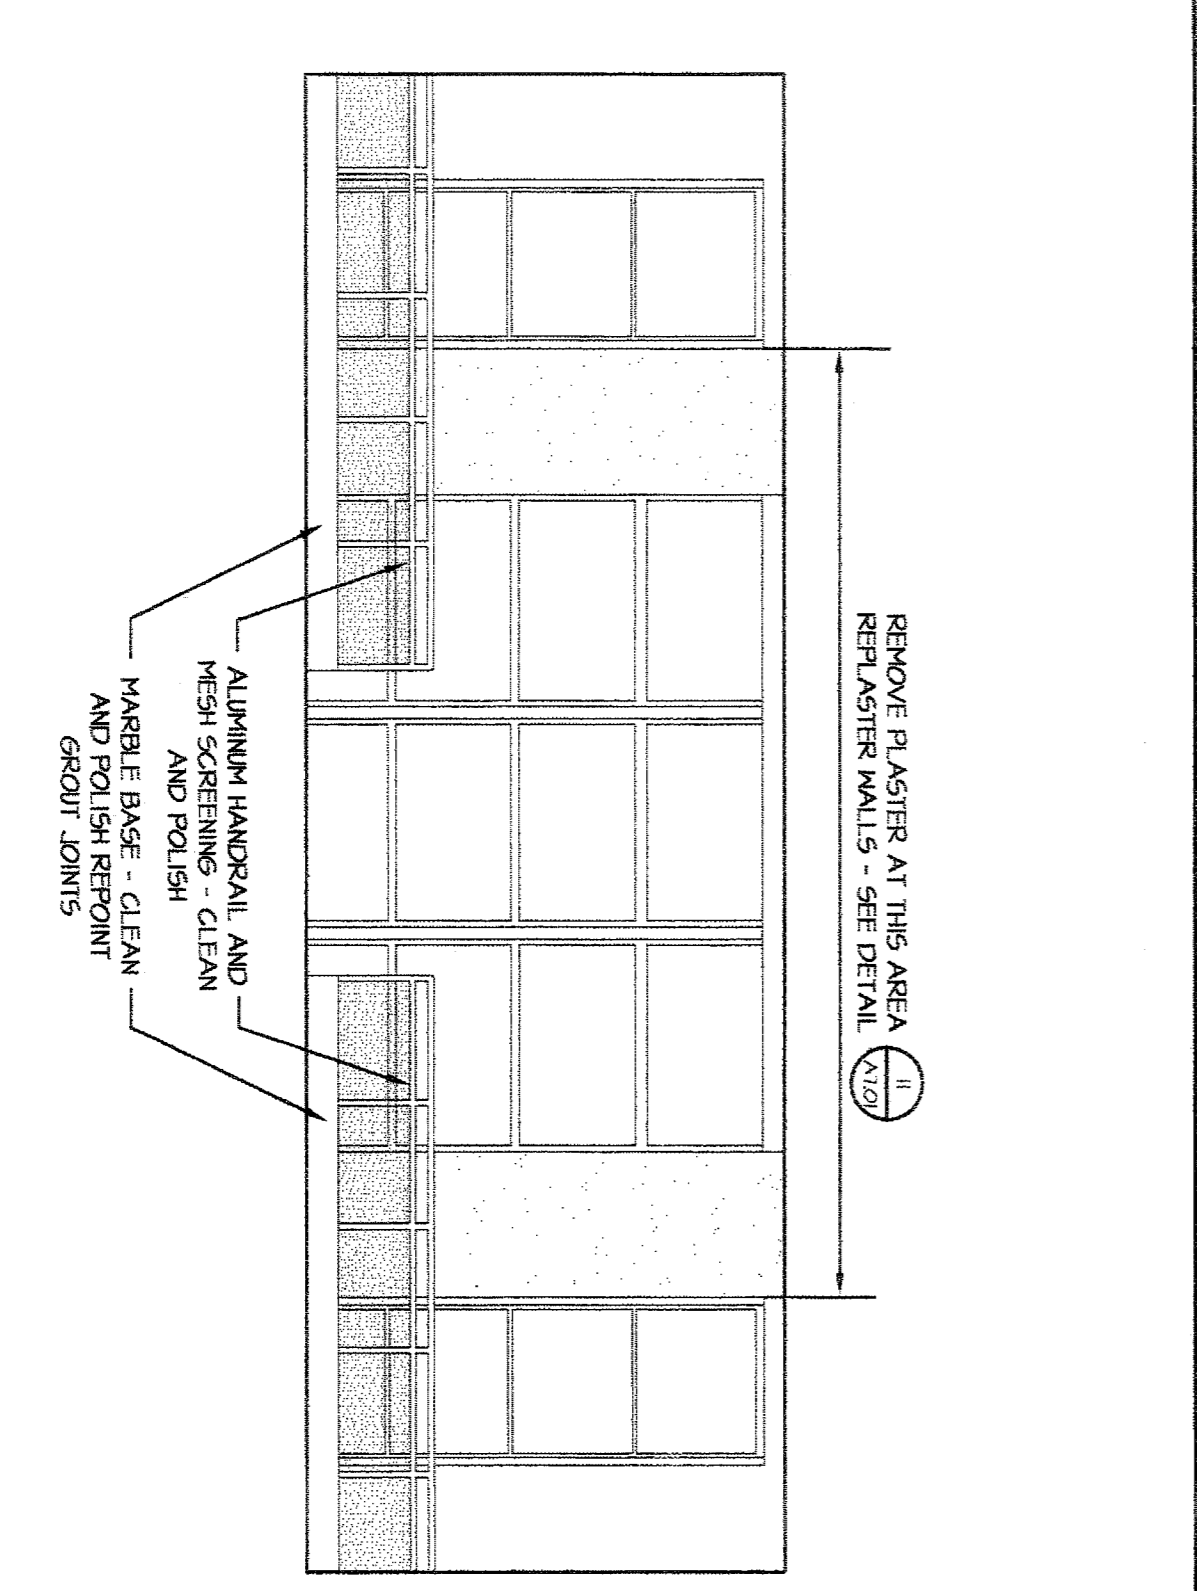 REMOVE PLASTER AT THIS AREA
REPLASTER WALLS - SEE DETAIL
11
A7.01
ALUMINUM HANDRAIL AND
MESH SCREENING - CLEAN
AND POLISH
MARBLE BASE - CLEAN
AND POLISH REPOINT
GROUT JOINTS